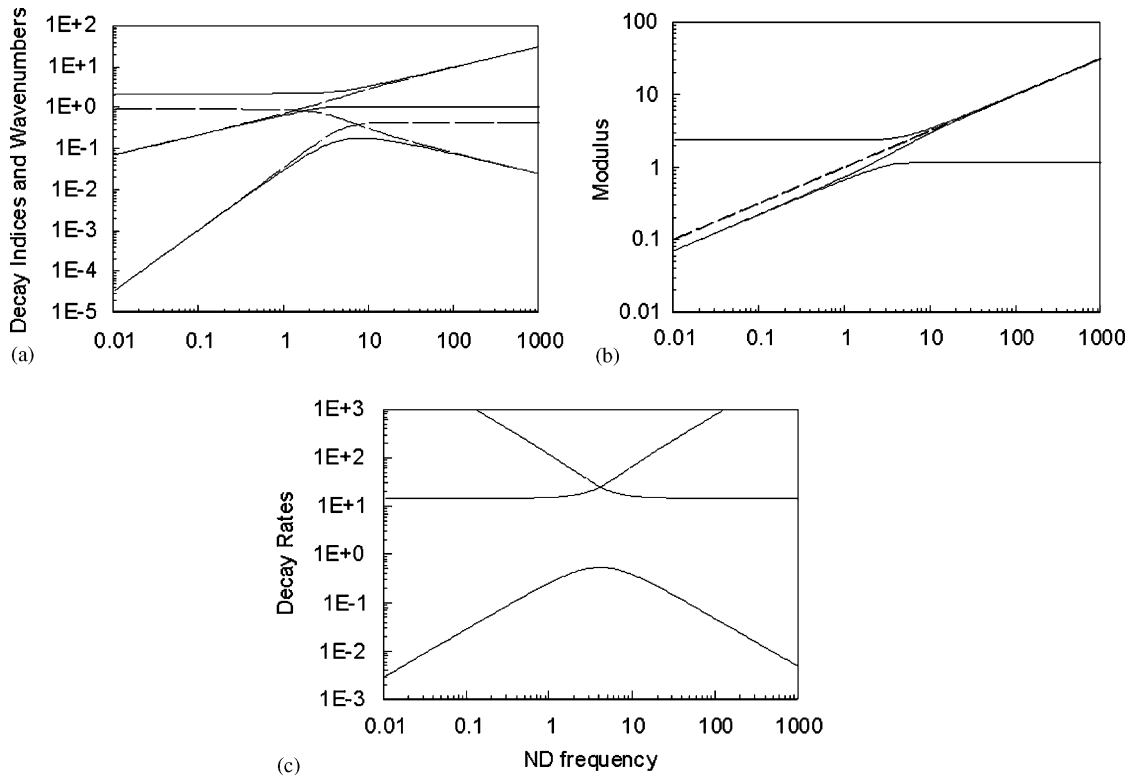 Decay Indices and Wavenumbers
1E+2
1E+1
1E+0
1E-1
1E-2
1E-3
1E-4
1E-5
0.01 0.1 1 10 100 1000
(a)
Modulus
100
10
1
0.1
0.01
0.01 0.1 1 10 100 1000
(b)
Decay Rates
1E+3
1E+2
1E+1
1E+0
1E-1
1E-2
1E-3
0.01 0.1 1 10 100 1000
ND frequency
(c)